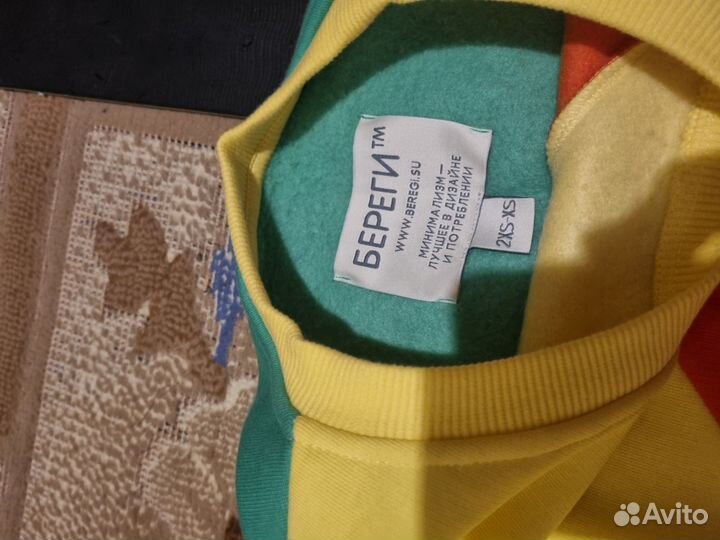 БЕРЕГИ™
WWW.BEREGI.SU
МИНИМАЛИЗМ—
ЛУЧШЕЕ В ДИЗАЙНЕ
И ПОТРЕБЛЕНИИ
2XS-XS
Avito